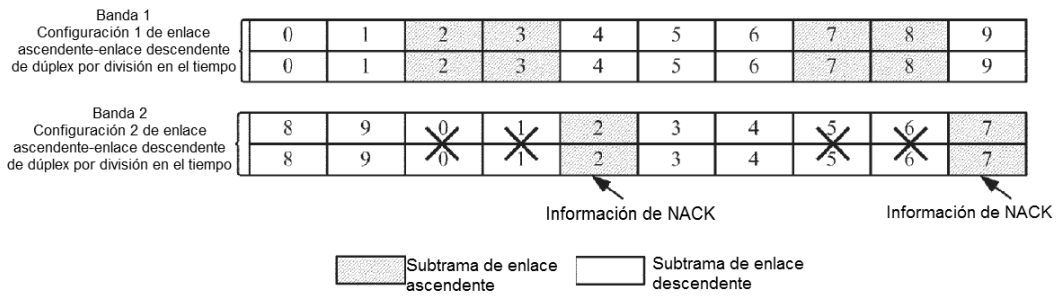 Banda 1
Configuración 1 de enlace
ascendente-enlace descendente
de dúplex por división en el tiempo
0 1 2 3 4 5 6 7 8 9
0 1 2 3 4 5 6 7 8 9
Banda 2
Configuración 2 de enlace
ascendente-enlace descendente
de dúplex por división en el tiempo
8 9 0 1 2 3 4 5 6 7
8 9 0 1 2 3 4 5 6 7
Información de NACK
Información de NACK
Subtrama de enlace
ascendente
Subtrama de enlace
descendente